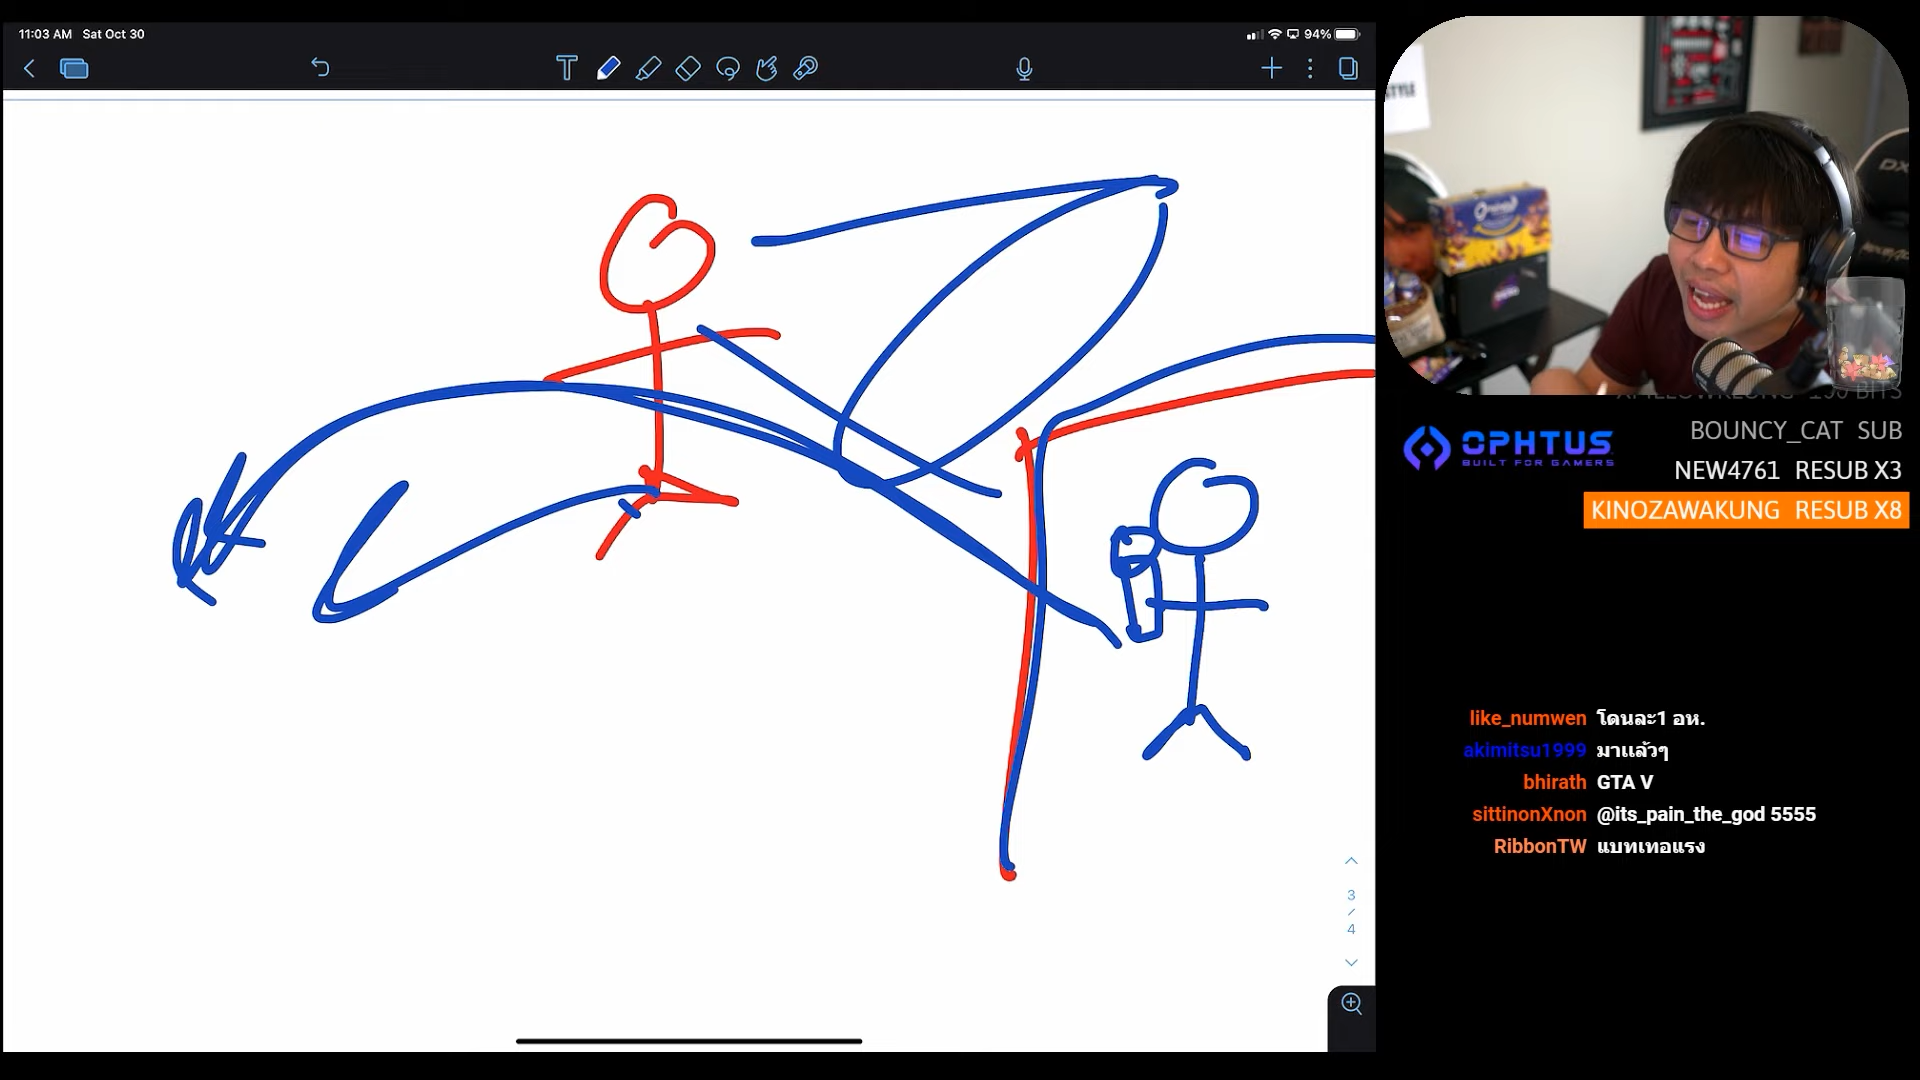 11:03 AM Sat Oct 30
94%
STYLE
DX
OPHTUS
BUILT FOR GAMERS
BOUNCY_CAT SUB
NEW4761 RESUB X3
KINOZAWAKUNG RESUB X8
like_numwen โดนละ1 อห.
akimitsu1999 มาแล้วๆ
bhirath GTA V
sittinonXnon @its_pain_the_god 5555
RibbonTW แบทเทอแรง
3
/
4